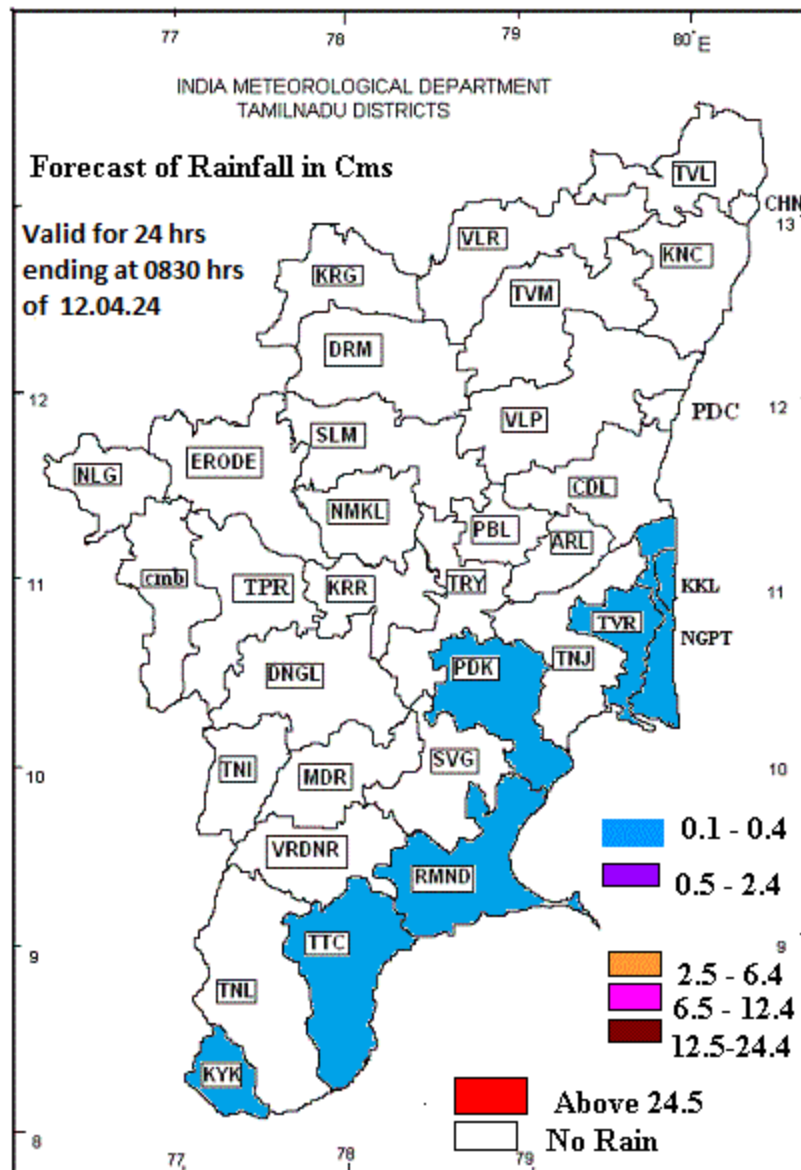 77 78 79 80°E
INDIA METEOROLOGICAL DEPARTMENT
TAMILNADU DISTRICTS
Forecast of Rainfall in Cms
Valid for 24 hrs
ending at 0830 hrs
of 12.04.24
TVL
CHN
13
VLR
KNC
KRG
TVM
DRM
12
VLP
PDC
12
SLM
ERODE
NLG
CDL
NMKL
PBL
ARL
11
cmb
TPR
KRR
TRY
KKL
11
TVR
NGPT
DNGL
PDK
TNJ
10
TNI
MDR
SVG
10
VRDNR
RMND
0.1 - 0.4
0.5 - 2.4
9
TTC
9
TNL
2.5 - 6.4
6.5 - 12.4
12.5-24.4
KYK
Above 24.5
No Rain
8
77 78 79